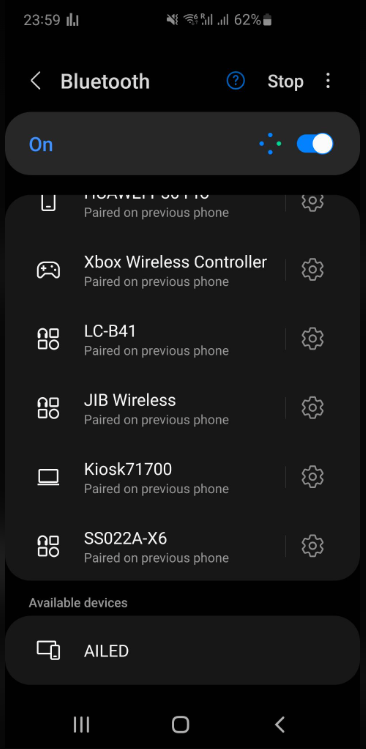 23:59 62%
Bluetooth ? Stop
On
Paired on previous phone
Xbox Wireless Controller
Paired on previous phone
LC-B41
Paired on previous phone
JIB Wireless
Paired on previous phone
Kiosk71700
Paired on previous phone
SS022A-X6
Paired on previous phone
Available devices
AILED